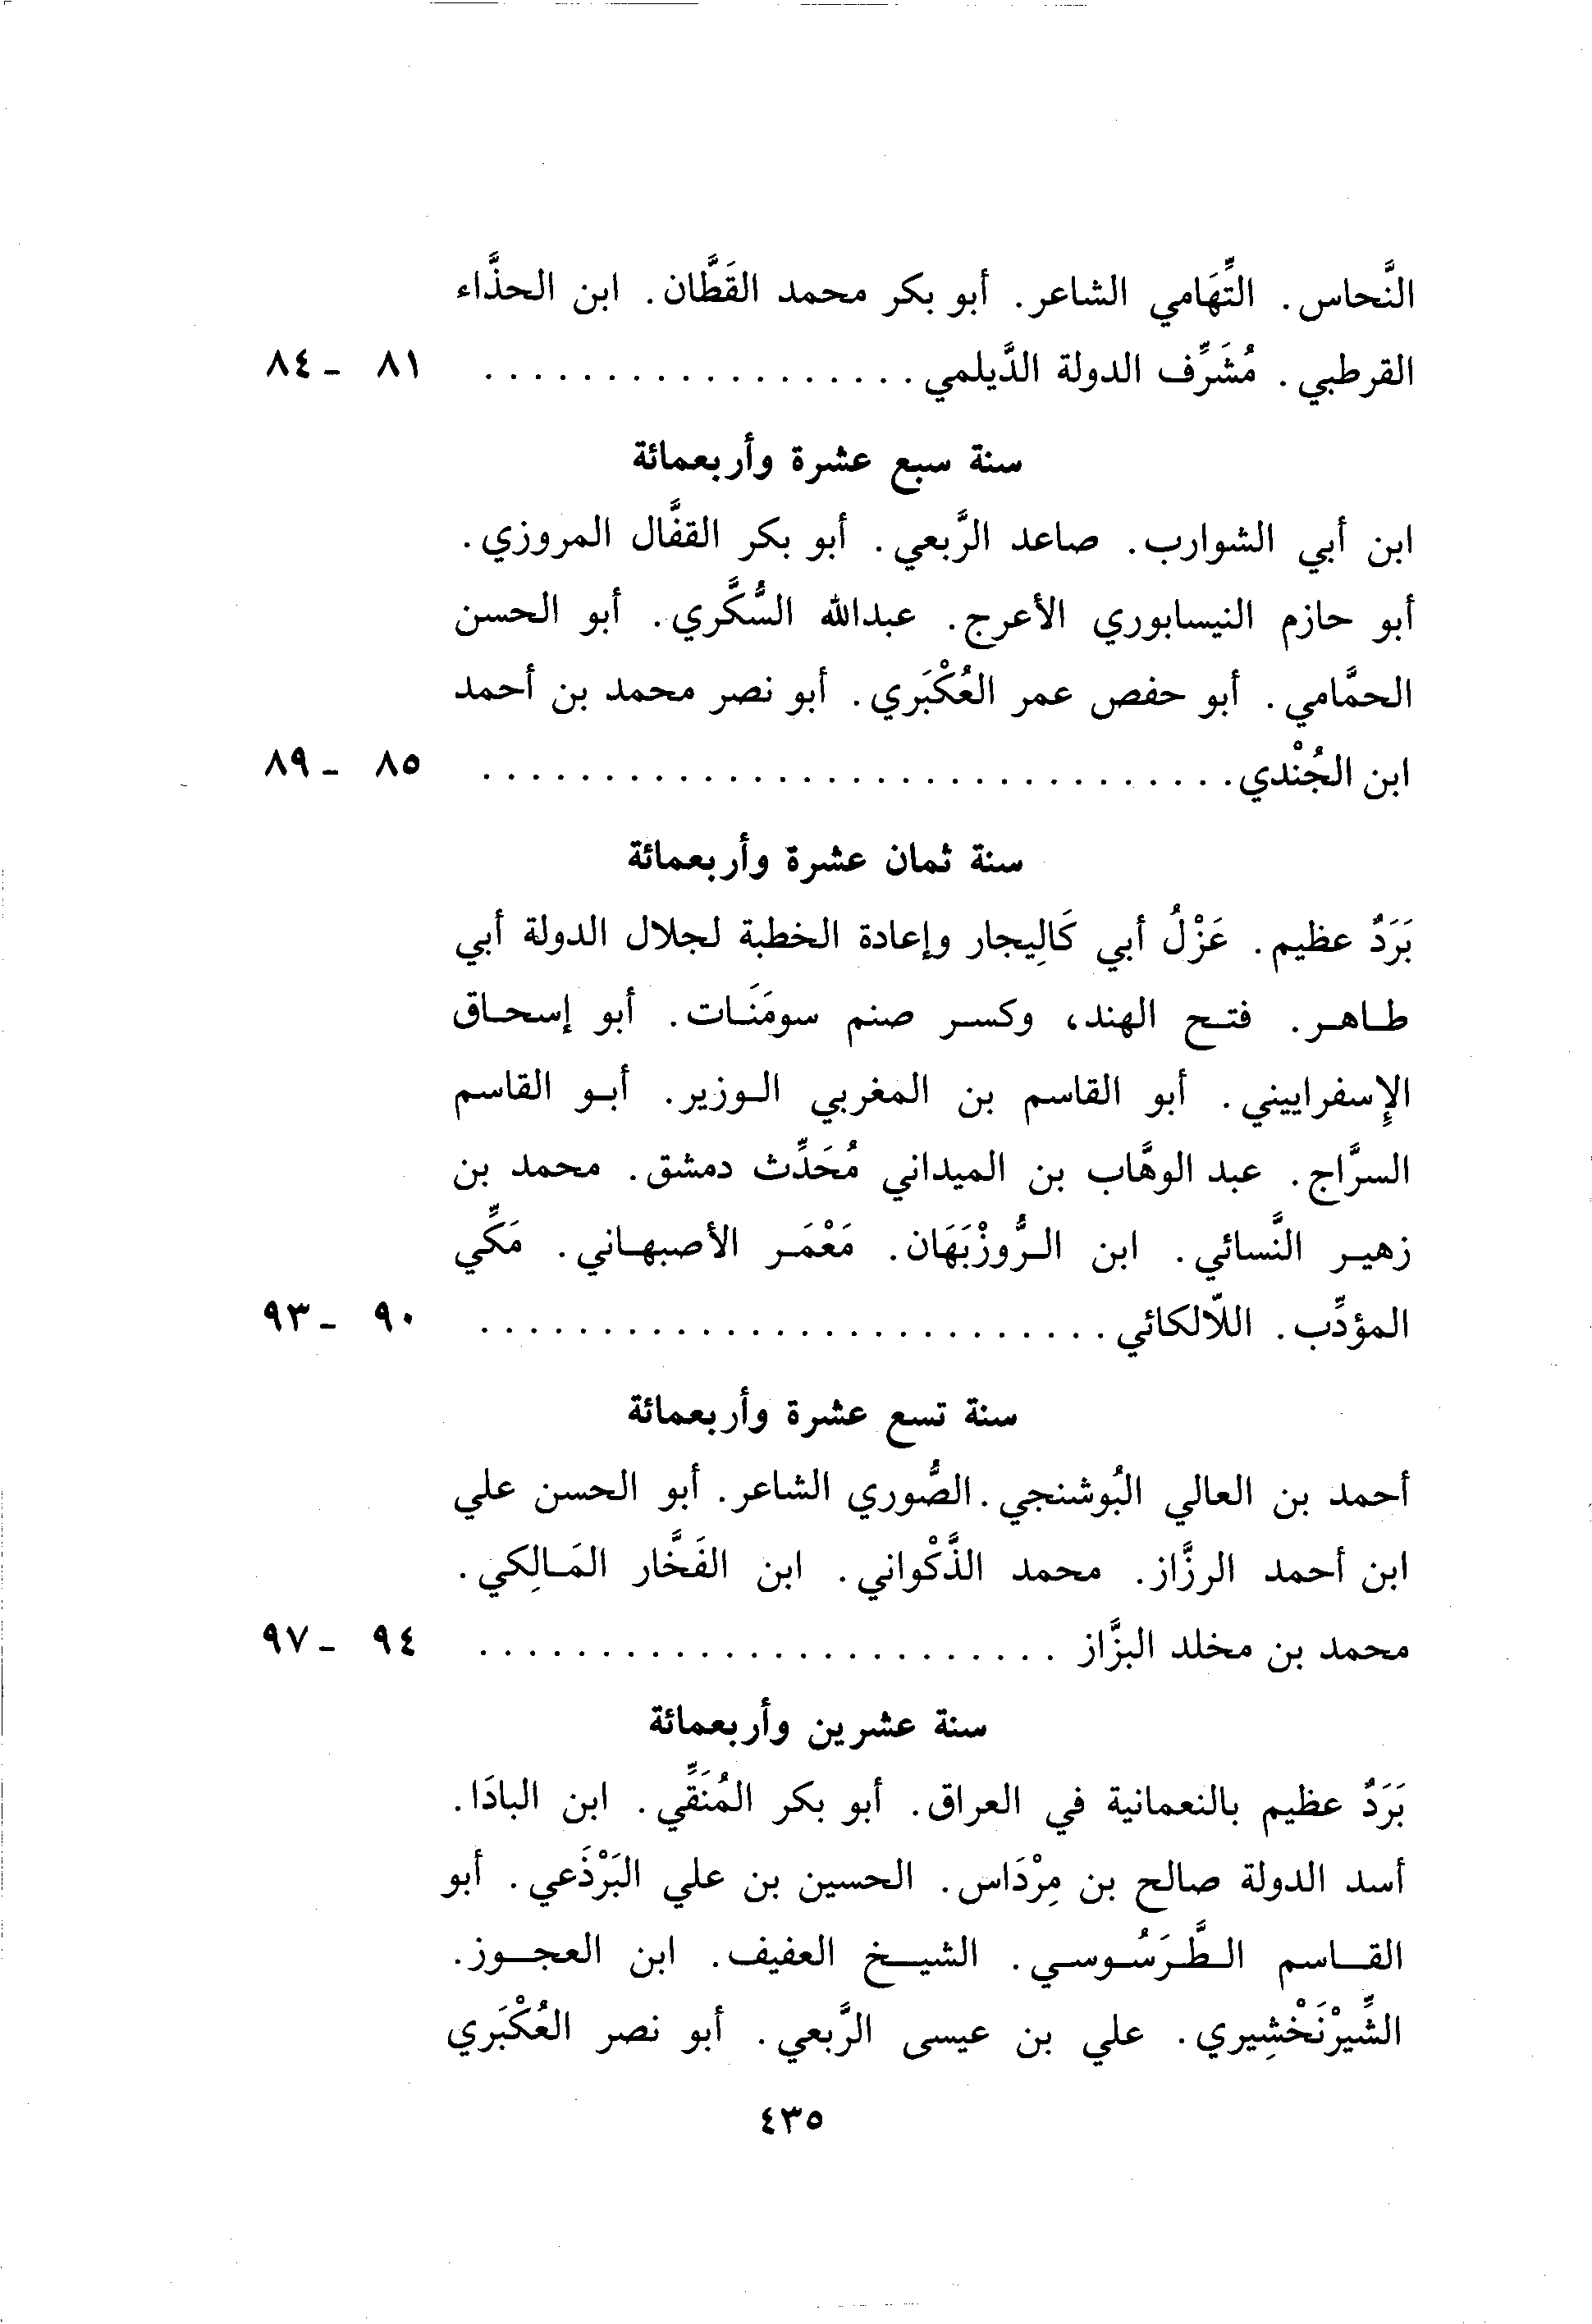 النَّحاس. التِّهَامي الشاعر. أبو بكر محمد القَطَّان. ابن الحذَّاء
القرطبي. مُشَرِّف الدولة الدَّيلمي . . . . . . . . . . . . . . . . . . ٨١ - ٨٤
سنة سبع عشرة وأربعمائة
ابن أبي الشوارب. صاعد الرَّبعي. أبو بكر القفَّال المروزي.
أبو حازم النيسابوري الأعرج. عبدالله السُّكَّري. أبو الحسن
الحمَّامي. أبو حفص عمر العُكْبَري. أبو نصر محمد بن أحمد
ابن الجُنْدي . . . . . . . . . . . . . . . . . . . . . . . . . . . . . . . ٨٥ - ٨٩
سنة ثمان عشرة وأربعمائة
بَرَدٌ عظيم. عَزْلُ أبي كَالِيجار وإعادة الخطبة لجلال الدولة أبي
طاهر. فتح الهند، وكسر صنم سومَنَات. أبو إسحاق
الإسفراييني. أبو القاسم بن المغربي الوزير. أبو القاسم
السرَّاج. عبد الوهَّاب بن الميداني مُحَدِّث دمشق. محمد بن
زهير النَّسائي. ابن الرُّوزْبَهَان. مَعْمَر الأصبهاني. مَكِّي
المؤدِّب. اللّالكائي . . . . . . . . . . . . . . . . . . . . . . . . . . ٩٠ - ٩٣
سنة تسع عشرة وأربعمائة
أحمد بن العالي البُوشنجي. الصُّوري الشاعر. أبو الحسن علي
ابن أحمد الرزَّاز. محمد الذَّكْواني. ابن الفَخَّار المَالِكي.
محمد بن مخلد البزَّاز . . . . . . . . . . . . . . . . . . . . . . . . ٩٤ - ٩٧
سنة عشرين وأربعمائة
بَرَدٌ عظيم بالنعمانية في العراق. أبو بكر المُنَقِّي. ابن البادَا.
أسد الدولة صالح بن مِرْدَاس. الحسين بن علي البَرْذَعي. أبو
القاسم الطَّرَسُوسي. الشيخ العفيف. ابن العجوز.
الشِّيرْنَخْشِيري. علي بن عيسى الرَّبعي. أبو نصر العُكْبَري
٤٣٥